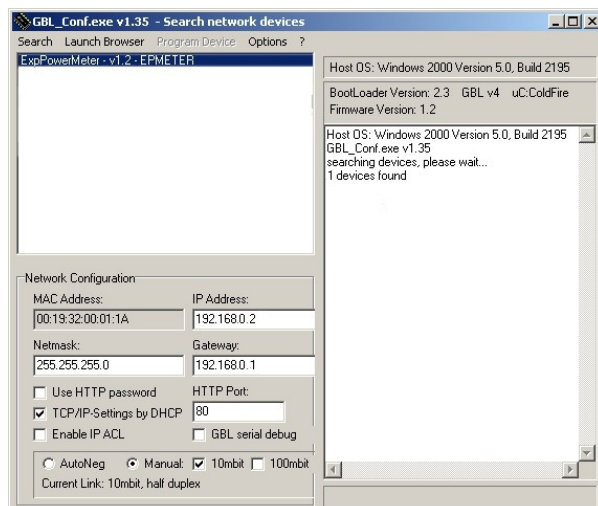 GBL_Conf.exe v1.35 - Search network devices
Search Launch Browser Program Device Options ?
ExpPowerMeter - v1.2 - EPMETER
Host OS: Windows 2000 Version 5.0, Build 2195
BootLoader Version: 2.3 GBL v4 uC:ColdFire
Firmware Version: 1.2
Host OS: Windows 2000 Version 5.0, Build 2195
GBL_Conf.exe v1.35
searching devices, please wait...
1 devices found
Network Configuration
MAC Address: IP Address:
00:19:32:00:01:1A 192.168.0.2
Netmask: Gateway:
255.255.255.0 192.168.0.1
Use HTTP password HTTP Port:
TCP/IP-Settings by DHCP 80
Enable IP ACL GBL serial debug
AutoNeg Manual: 10mbit 100mbit
Current Link: 10mbit, half duplex